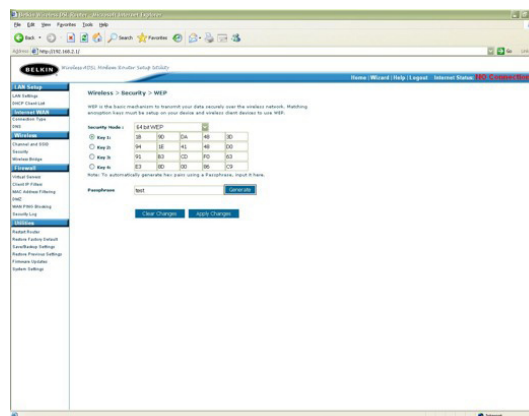 Belkin Wireless DSL Router - Microsoft Internet Explorer
File Edit View Favorites Tools Help
Back Search Favorites
Address http://192.168.2.1/ Go
BELKIN Wireless ADSL Modem Router Setup Utility
Home | Wizard | Help | Logout Internet Status: NO Connection
LAN Setup
LAN Settings
DHCP Client List
Internet WAN
Connection Type
DNS
Wireless
Channel and SSID
Security
Wireless Bridge
Firewall
Virtual Servers
Client IP Filters
MAC Address Filtering
DMZ
WAN PING Blocking
Security Log
Utilities
Restart Router
Restore Factory Default
Save/Backup Settings
Restore Previous Settings
Firmware Updates
System Settings
Wireless > Security > WEP
WEP is the basic mechanism to transmit your data securely over the wireless network. Matching
encryption keys must be setup on your device and wireless client devices to use WEP.
Security Mode: 64 bit WEP
Key 1: 18 9D DA 48 3D
Key 2: 94 1E 41 48 D0
Key 3: 91 B3 CD F0 63
Key 4: E3 8D DD 86 C9
Note: To automatically generate hex pairs using a Passphrase, input it here.
Passphrase test Generate
Clear Changes Apply Changes
Internet